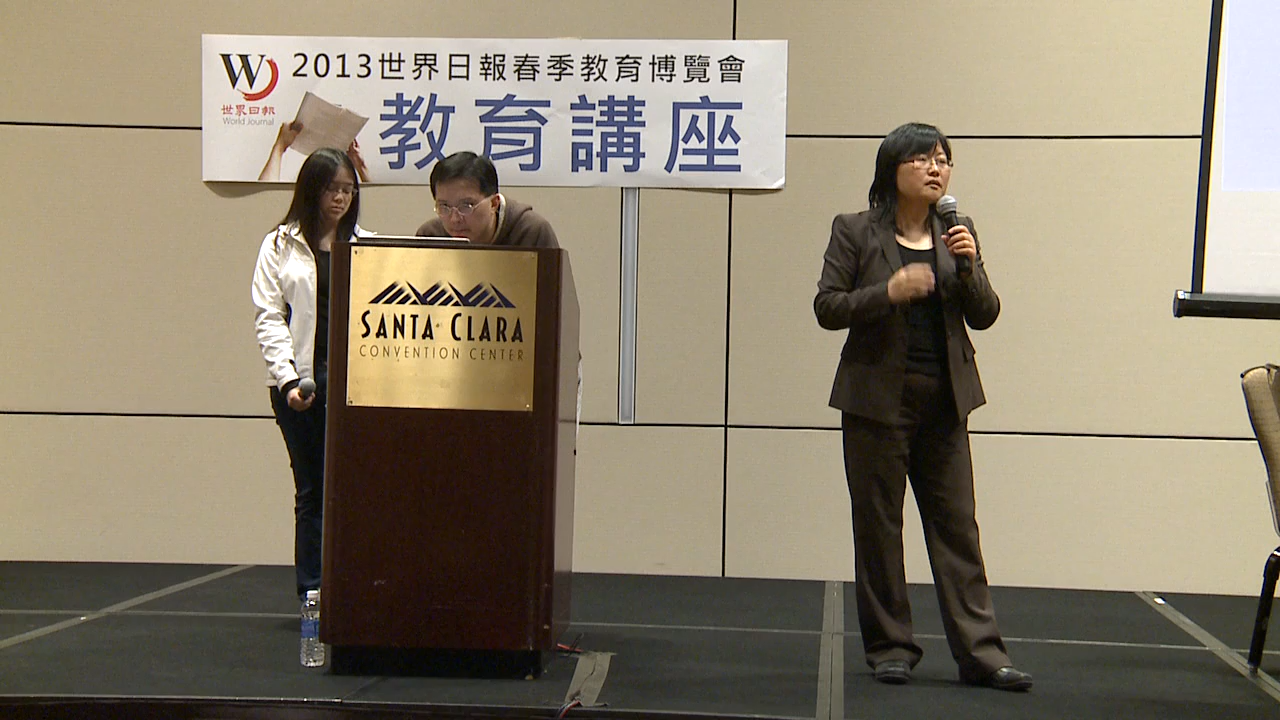 W
2013世界日報春季教育博覽會
世界日報
World Journal
教育講座
SANTA CLARA
CONVENTION CENTER